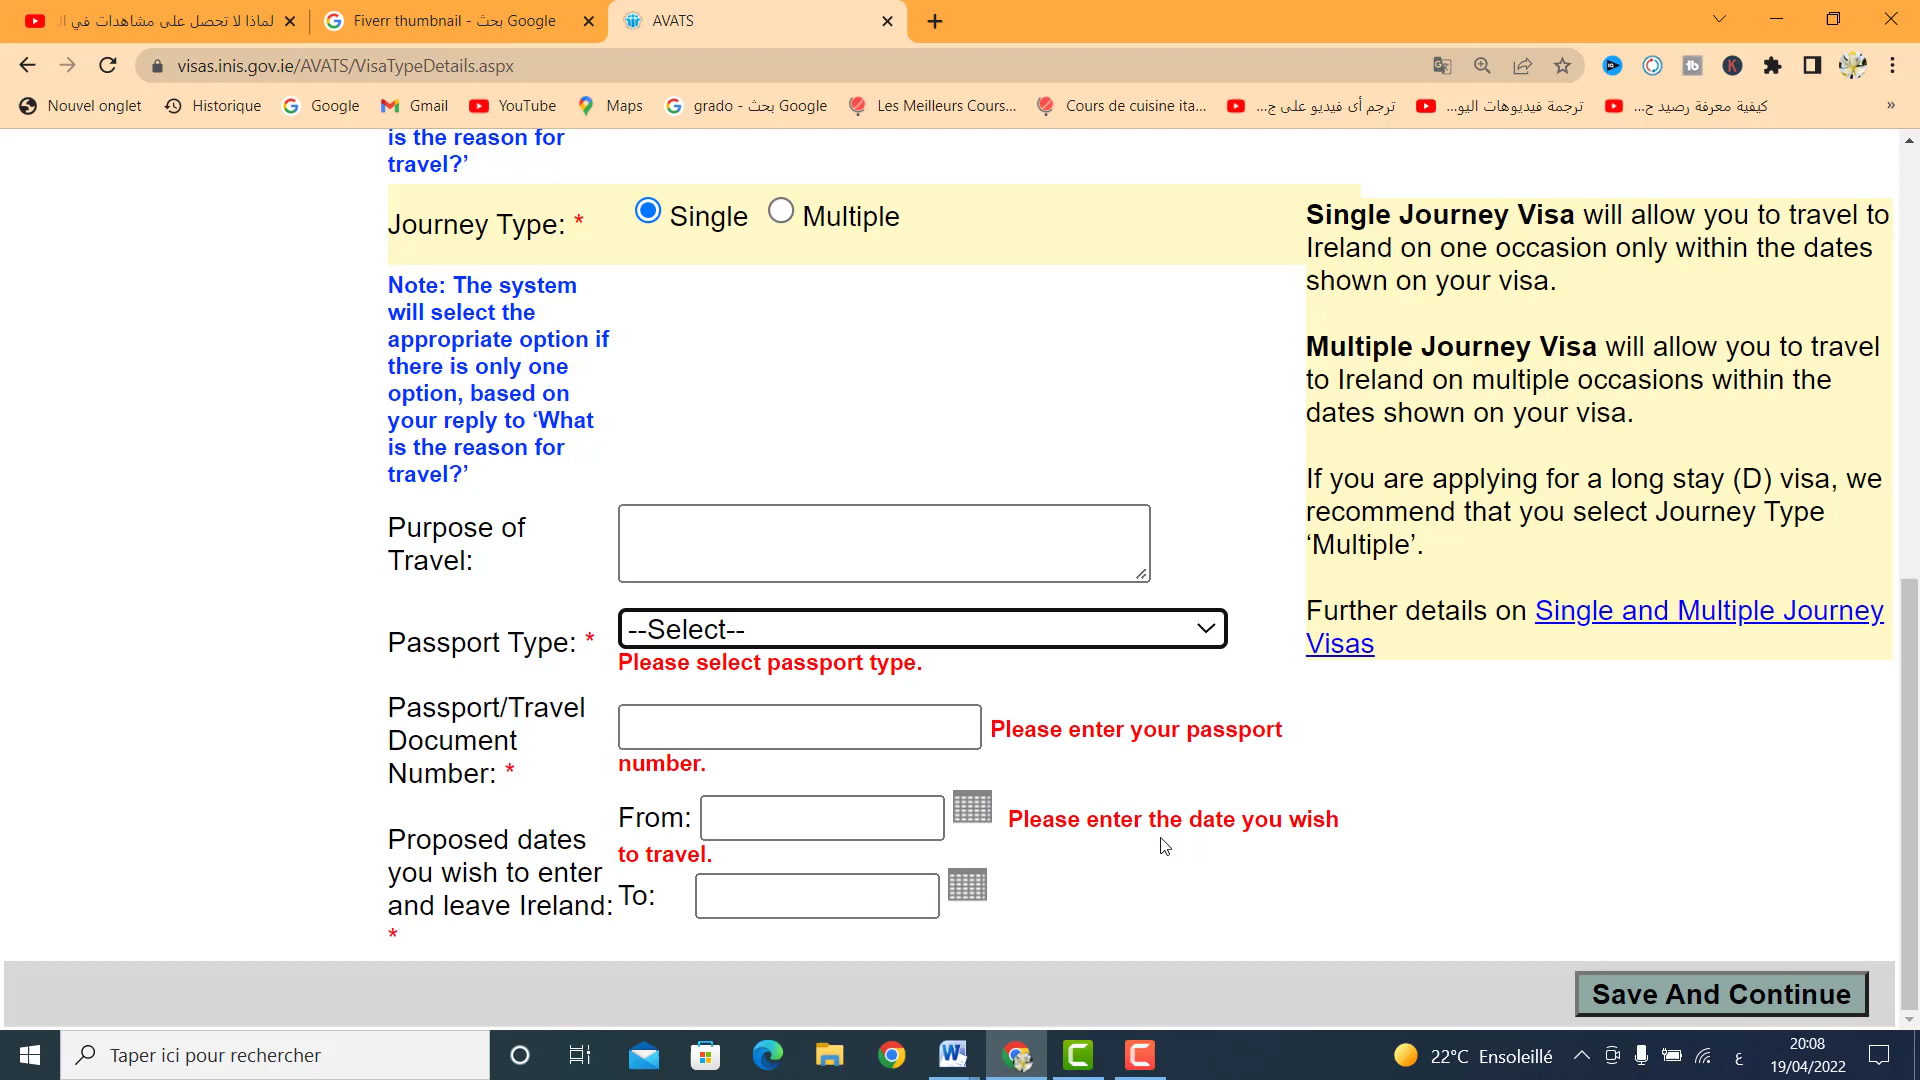 لماذا لا تحصل على مشاهدات في ال
Fiverr thumbnail - بحث Google
AVATS
visas.inis.gov.ie/AVATS/VisaTypeDetails.aspx
Nouvel onglet
Historique
Google
Gmail
YouTube
Maps
grado - بحث Google
Les Meilleurs Cours...
Cours de cuisine ita...
ترجم أى فيديو على ج...
ترجمة فيديوهات اليو...
كيفية معرفة رصيد ح...
»
is the reason for
travel?’
Journey Type: *
Single
Multiple
Note: The system
will select the
appropriate option if
there is only one
option, based on
your reply to ‘What
is the reason for
travel?’
Single Journey Visa will allow you to travel to
Ireland on one occasion only within the dates
shown on your visa.
Multiple Journey Visa will allow you to travel
to Ireland on multiple occasions within the
dates shown on your visa.
If you are applying for a long stay (D) visa, we
recommend that you select Journey Type
‘Multiple’.
Further details on Single and Multiple Journey
Visas
Purpose of
Travel:
Passport Type: *
--Select--
Please select passport type.
Passport/Travel
Document
Number: *
Please enter your passport
number.
Proposed dates
you wish to enter
and leave Ireland:
*
From:
Please enter the date you wish
to travel.
To:
Save And Continue
Taper ici pour rechercher
22°C Ensoleillé
ع
20:08
19/04/2022